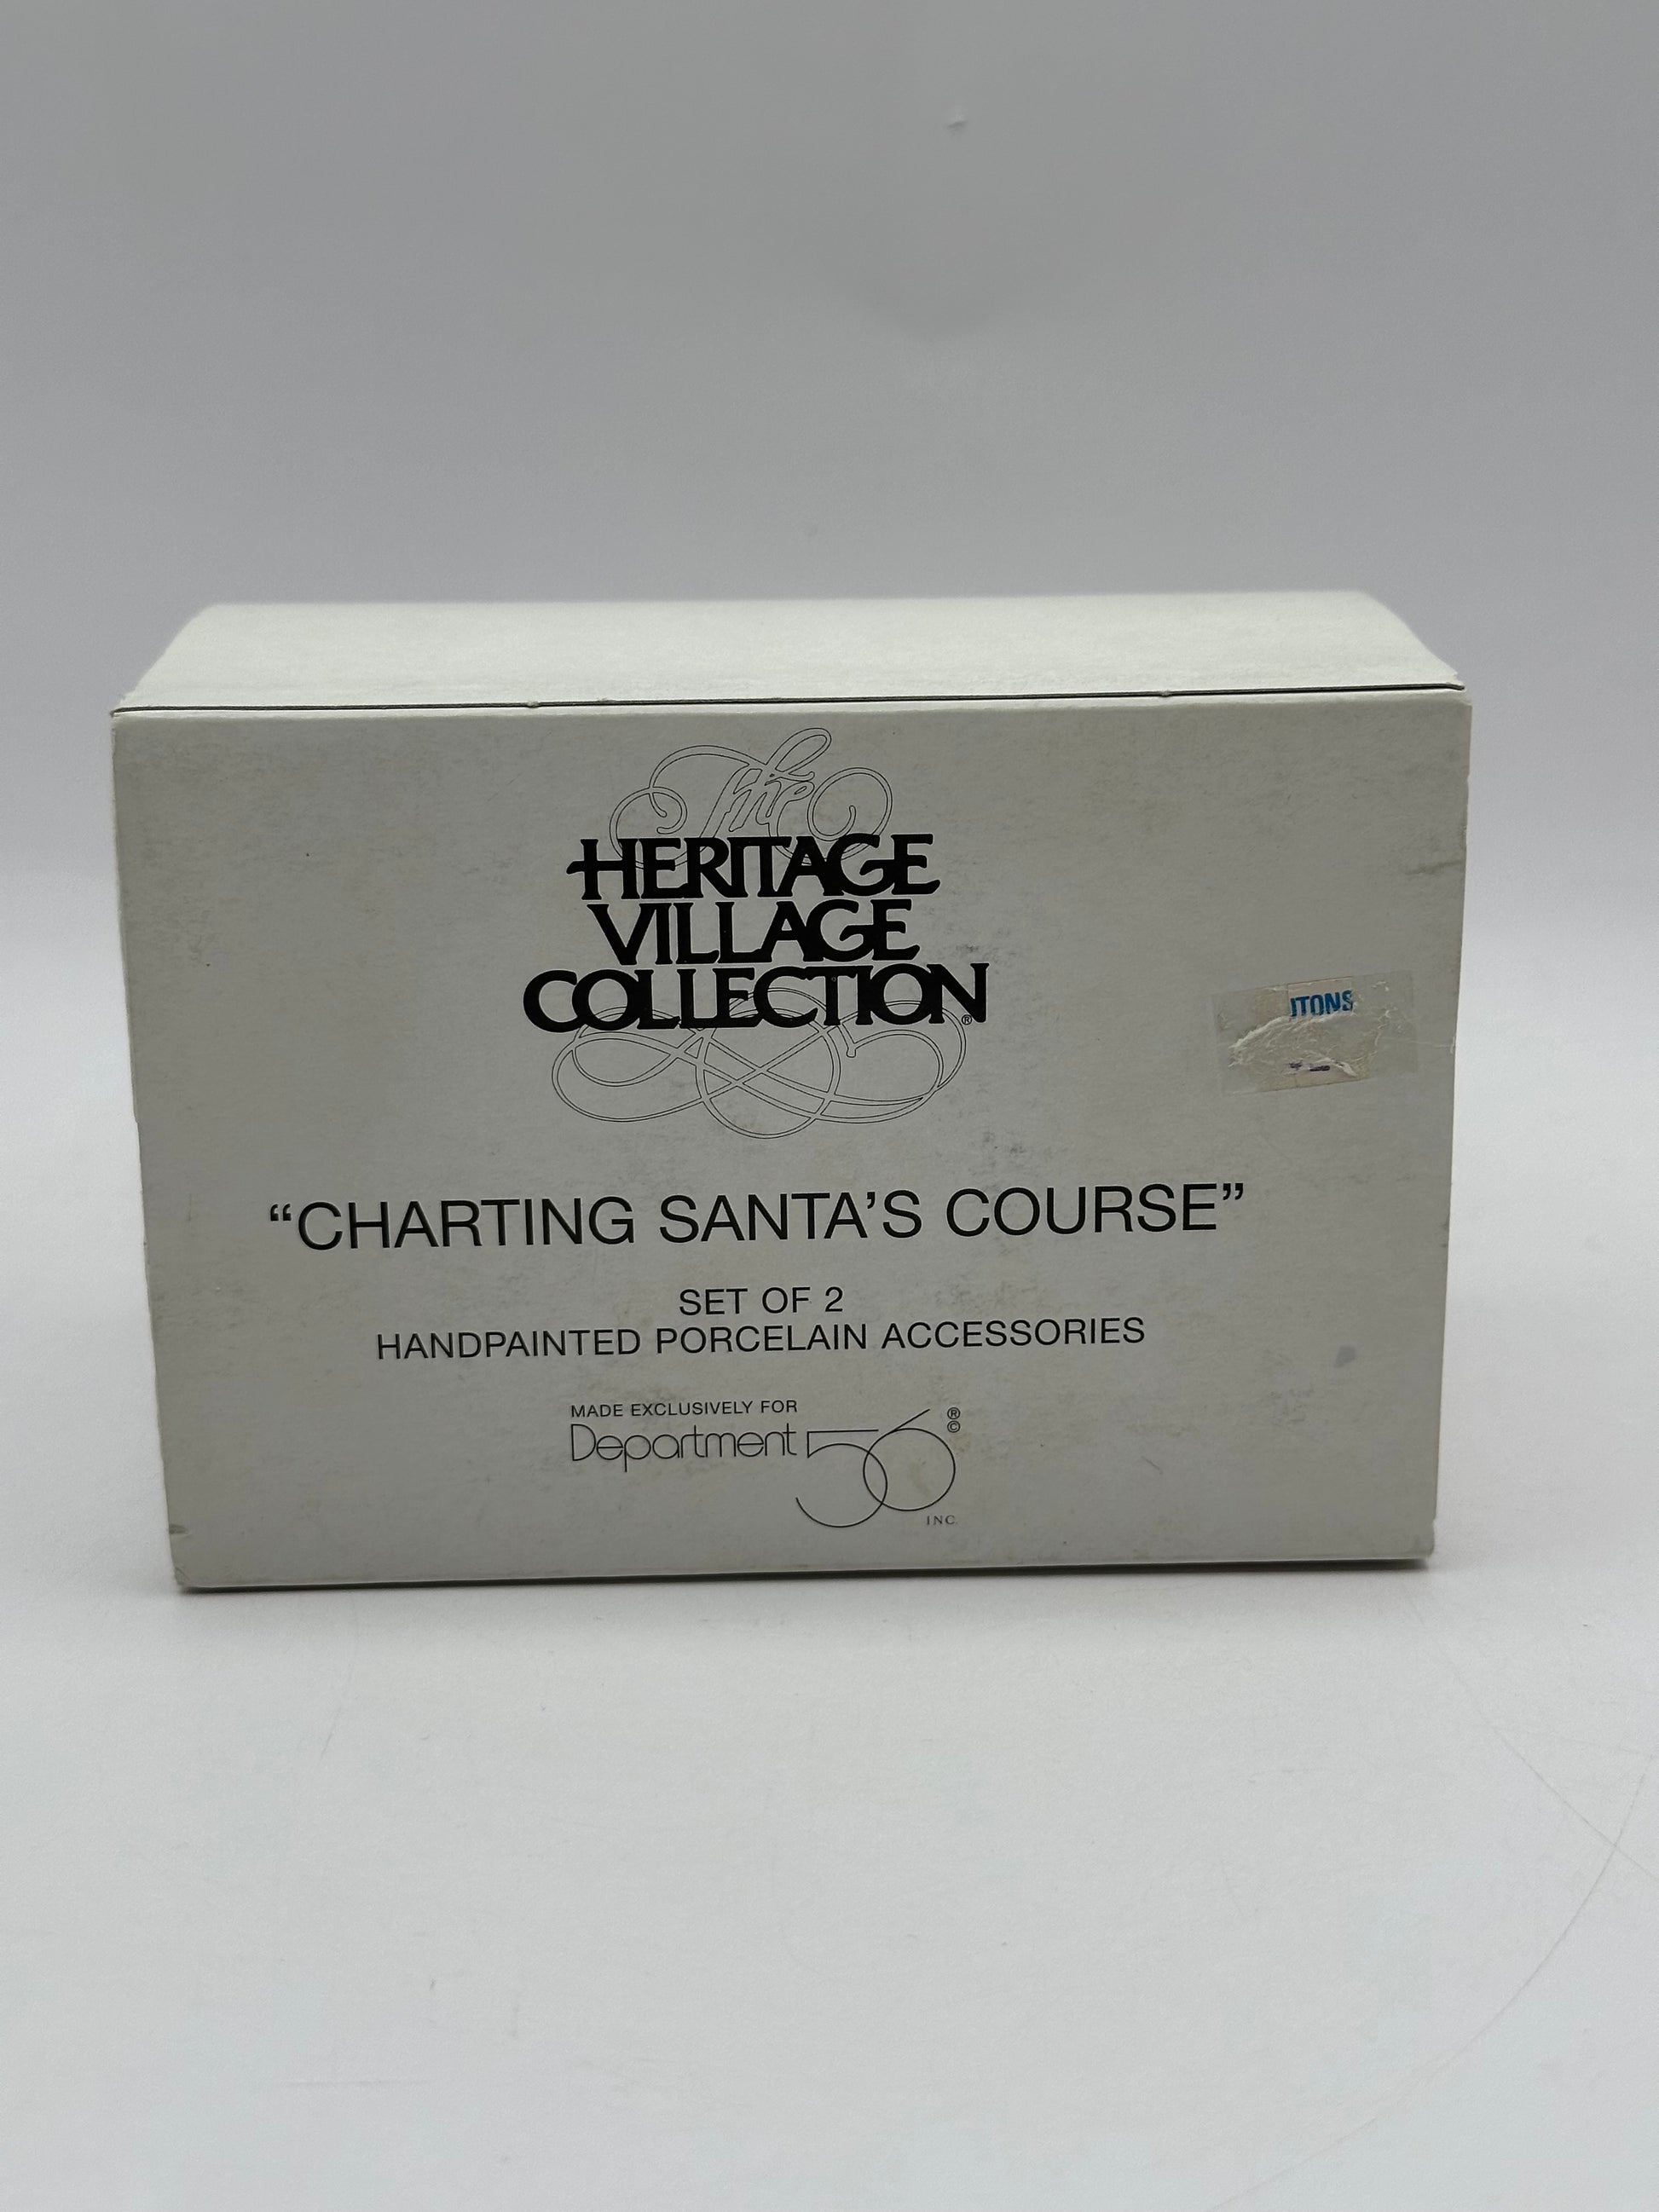 The
HERITAGE
VILLAGE
COLLECTION®
ITONS
“CHARTING SANTA’S COURSE”
SET OF 2
HANDPAINTED PORCELAIN ACCESSORIES
MADE EXCLUSIVELY FOR
Department 56 ® ©
INC.